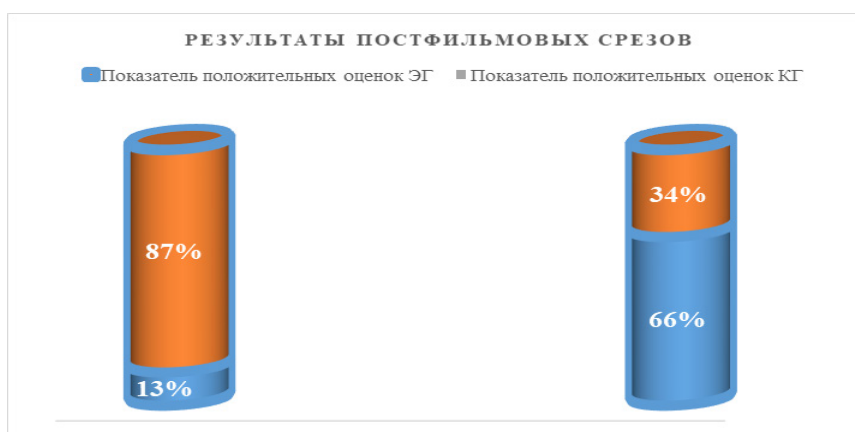 РЕЗУЛЬТАТЫ ПОСТФИЛЬМОВЫХ СРЕЗОВ
Показатель положительных оценок ЭГ Показатель положительных оценок КГ
87%
13%
34%
66%